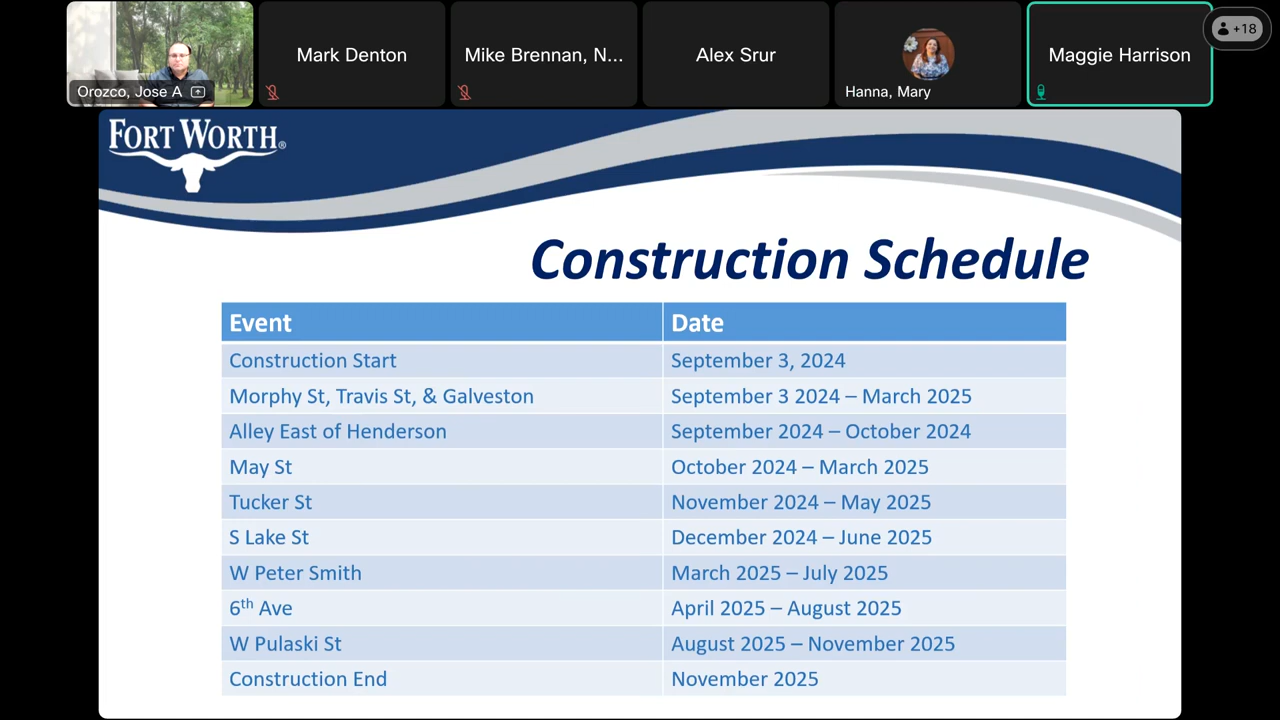 Orozco, Jose A
Mark Denton
Mike Brennan, N...
Alex Srur
Hanna, Mary
Maggie Harrison
+18
FORT WORTH®
Construction Schedule
Event Date
Construction Start September 3, 2024
Morphy St, Travis St, & Galveston September 3 2024 – March 2025
Alley East of Henderson September 2024 – October 2024
May St October 2024 – March 2025
Tucker St November 2024 – May 2025
S Lake St December 2024 – June 2025
W Peter Smith March 2025 – July 2025
6th Ave April 2025 – August 2025
W Pulaski St August 2025 – November 2025
Construction End November 2025